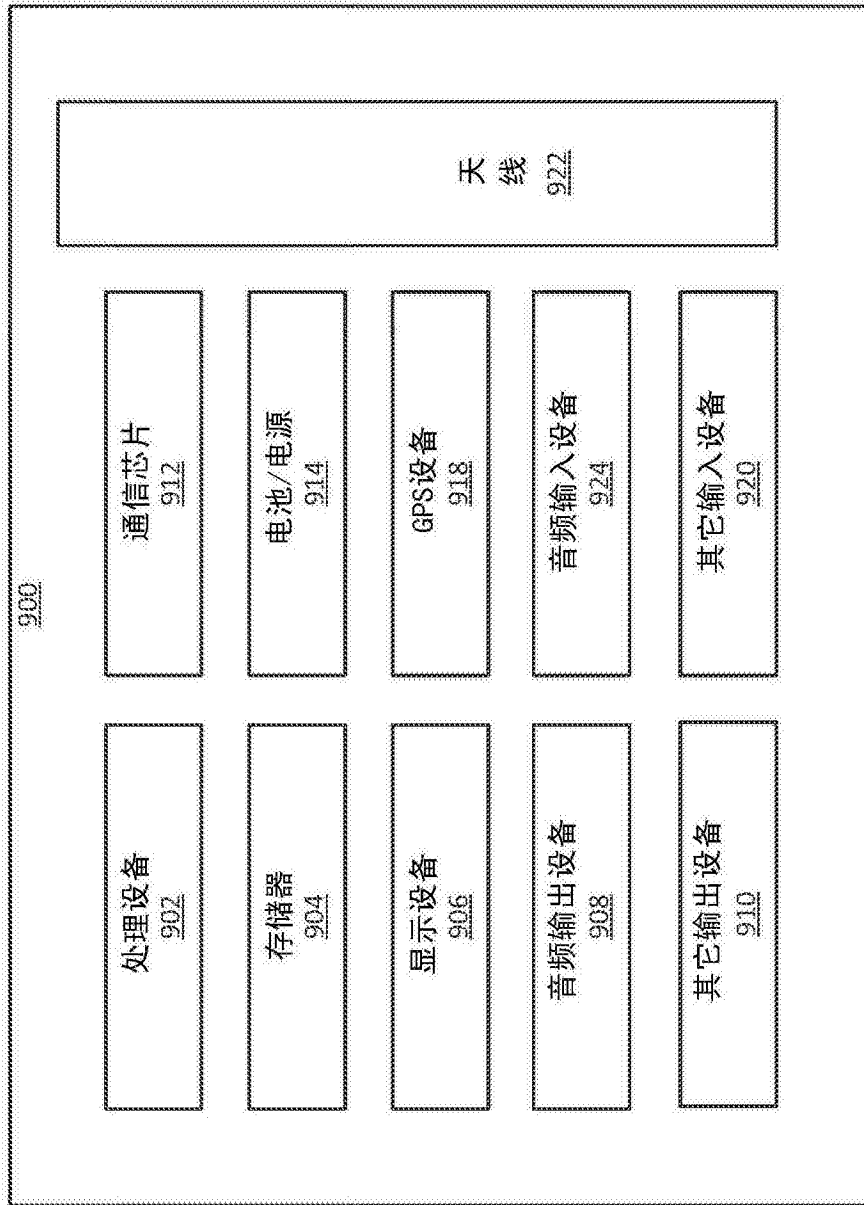 900
处理设备
902
通信芯片
912
存储器
904
电池/电源
914
显示设备
906
GPS设备
918
音频输出设备
908
音频输入设备
924
其它输出设备
910
其它输入设备
920
天
线
922